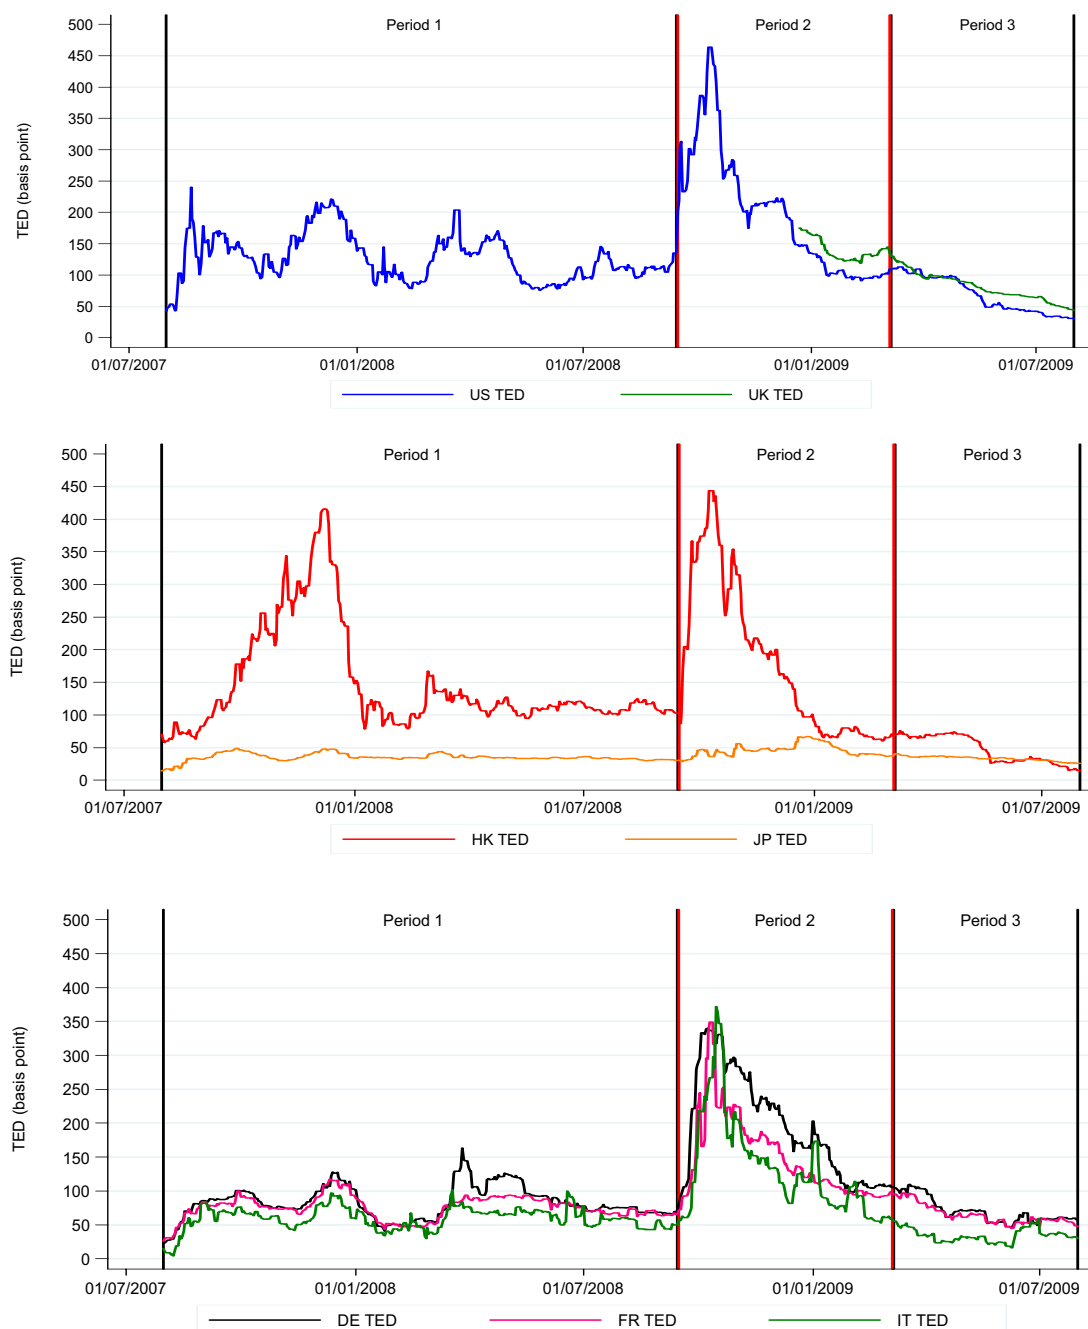 Period 1 Period 2 Period 3
500
450
400
350
300
250
200
150
100
50
0
TED (basis point)
01/07/2007 01/01/2008 01/07/2008 01/01/2009 01/07/2009
US TED UK TED
Period 1 Period 2 Period 3
500
450
400
350
300
250
200
150
100
50
0
TED (basis point)
01/07/2007 01/01/2008 01/07/2008 01/01/2009 01/07/2009
HK TED JP TED
Period 1 Period 2 Period 3
500
450
400
350
300
250
200
150
100
50
0
TED (basis point)
01/07/2007 01/01/2008 01/07/2008 01/01/2009 01/07/2009
DE TED FR TED IT TED